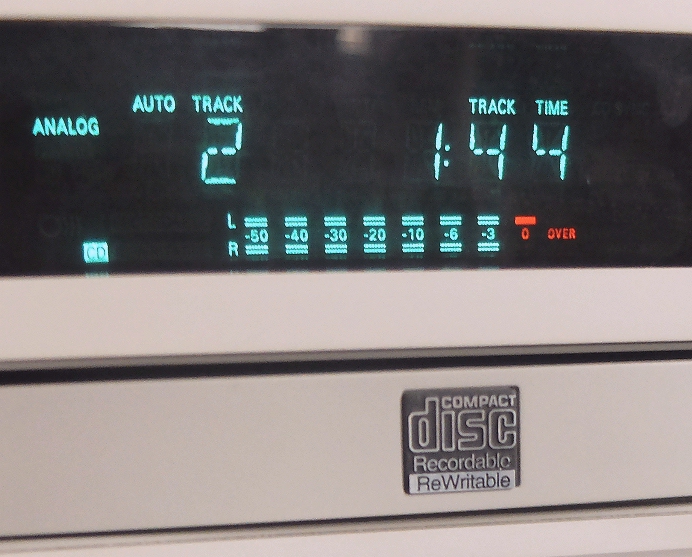 AUTO TRACK TRACK TIME
ANALOG
2 1:44
L
-50 -40 -30 -20 -10 -6 -3 0 OVER
R
CD
COMPACT
disc
Recordable
ReWritable